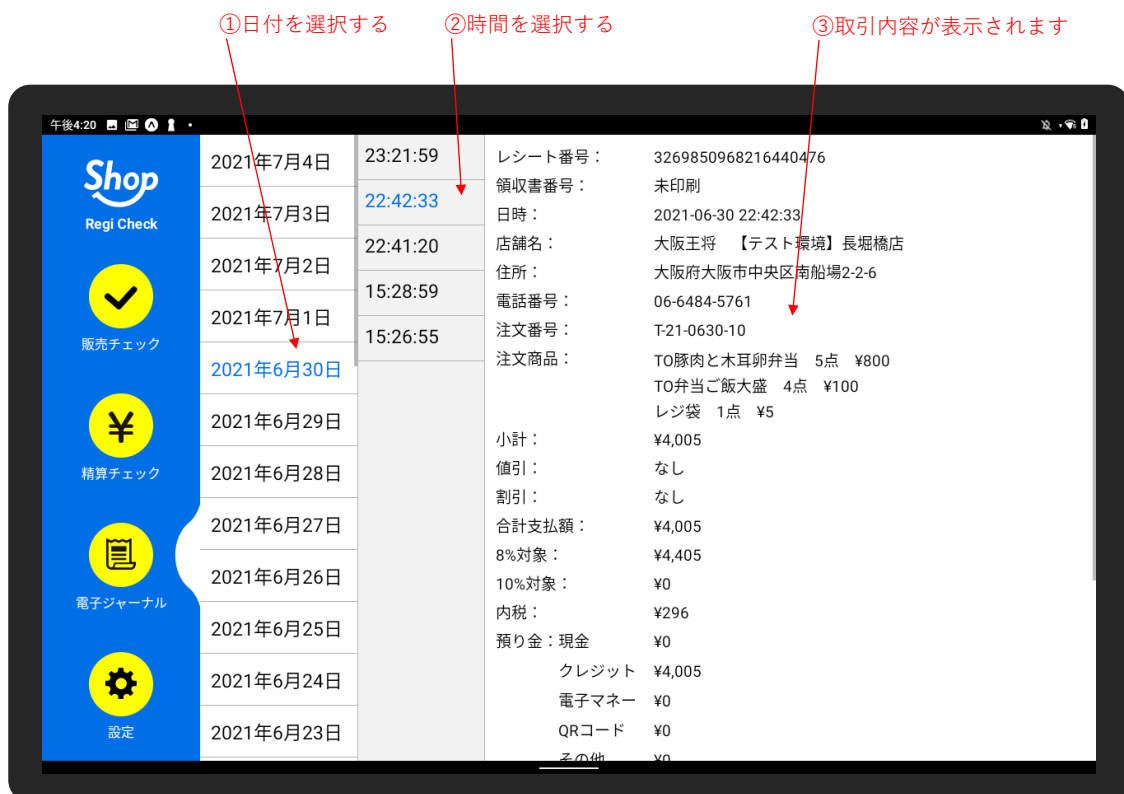 ①日付を選択する
②時間を選択する
③取引内容が表示されます
午後4:20
Shop
Regi Check
販売チェック
精算チェック
電子ジャーナル
設定
2021年7月4日
2021年7月3日
2021年7月2日
2021年7月1日
2021年6月30日
2021年6月29日
2021年6月28日
2021年6月27日
2021年6月26日
2021年6月25日
2021年6月24日
2021年6月23日
23:21:59
22:42:33
22:41:20
15:28:59
15:26:55
レシート番号： 3269850968216440476
領収書番号： 未印刷
日時： 2021-06-30 22:42:33
店舗名： 大阪王将　【テスト環境】長堀橋店
住所： 大阪府大阪市中央区南船場2-2-6
電話番号： 06-6484-5761
注文番号： T-21-0630-10
注文商品： TO豚肉と木耳卵弁当　5点　¥800
TO弁当ご飯大盛　4点　¥100
レジ袋　1点　¥5
小計： ¥4,005
値引： なし
割引： なし
合計支払額： ¥4,005
8%対象： ¥4,405
10%対象： ¥0
内税： ¥296
預り金：現金 ¥0
クレジット ¥4,005
電子マネー ¥0
QRコード ¥0
その他 ¥0